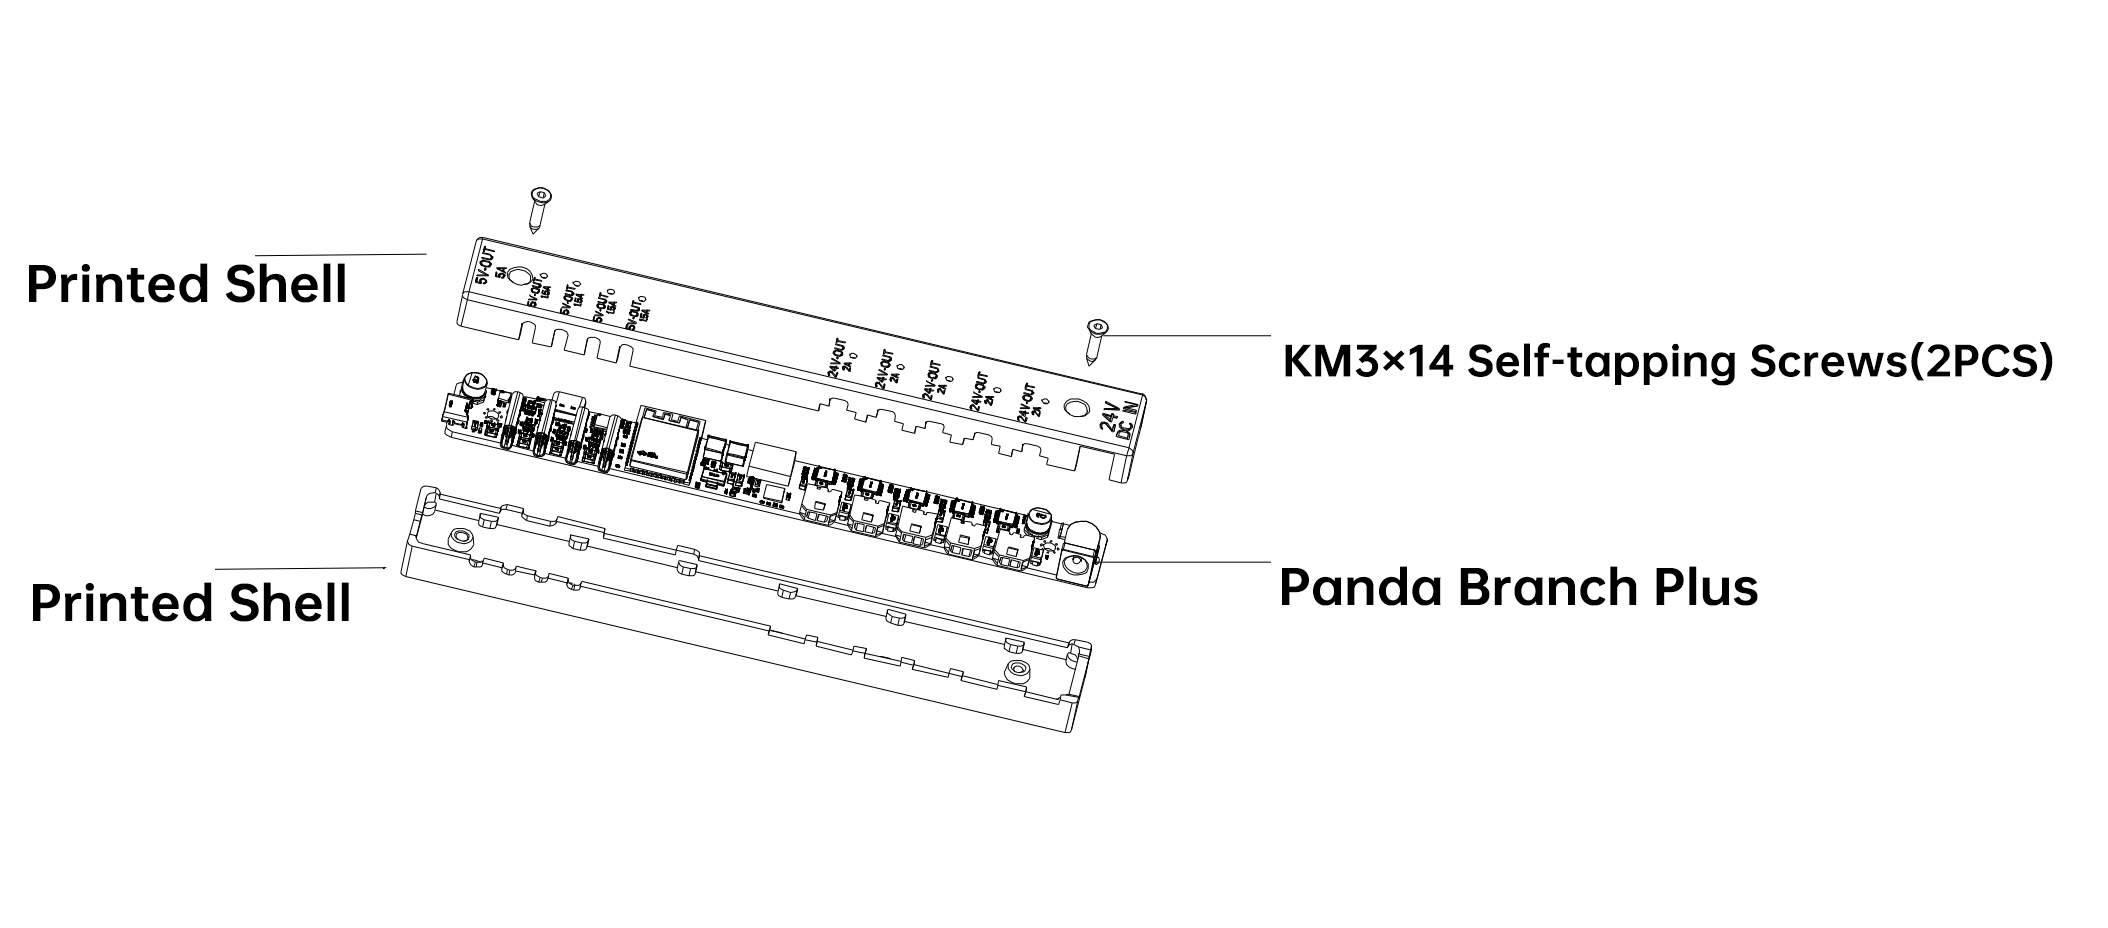 Printed Shell
KM3×14 Self-tapping Screws(2PCS)
Printed Shell
Panda Branch Plus
5V-OUT
5A
5V-OUT
1.5A
5V-OUT
1.5A
5V-OUT
1.5A
5V-OUT
1.5A
24V-OUT
2A
24V-OUT
2A
24V-OUT
2A
24V-OUT
2A
24V-OUT
2A
24V
DC IN